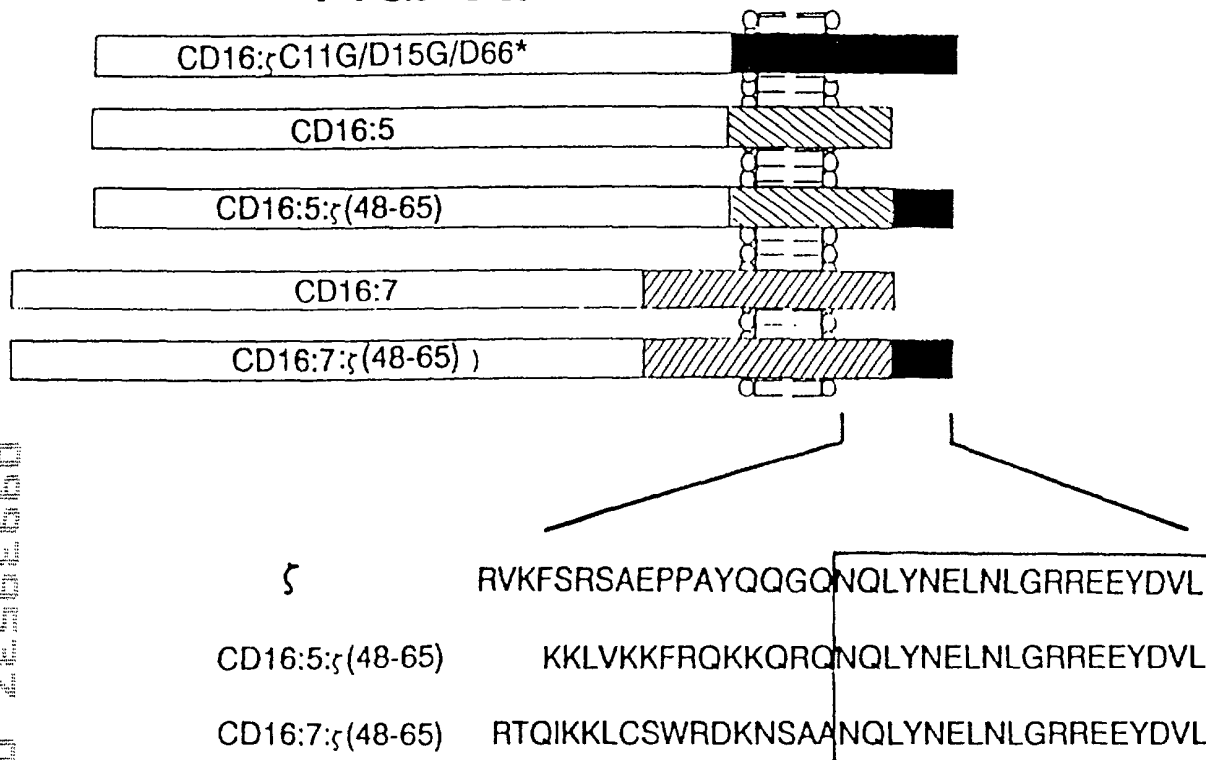 CD16:ζC11G/D15G/D66*
CD16:5
CD16:5:ζ(48-65)
CD16:7
CD16:7:ζ(48-65) )
ζ RVKFSRSAEPPAYQQGQNQLYNELNLGRREEYDVL
CD16:5:ζ(48-65) KKLVKKFRQKKQRQNQLYNELNLGRREEYDVL
CD16:7:ζ(48-65) RTQIKKLCSWRDKNSAANQLYNELNLGRREEYDVL